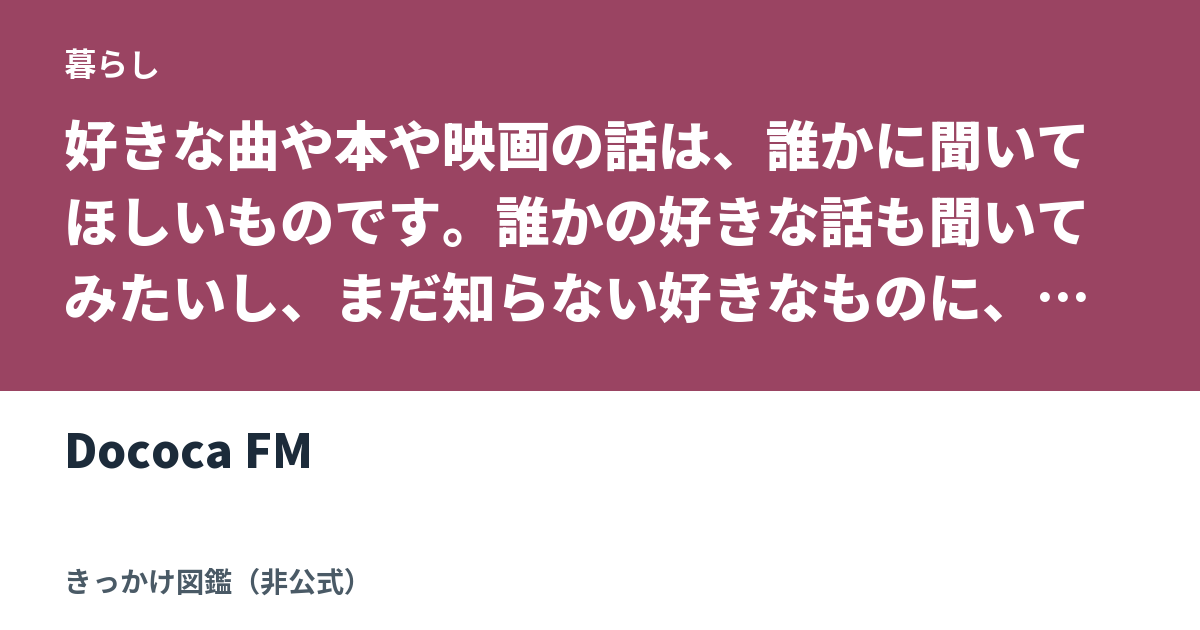 暮らし
好きな曲や本や映画の話は、誰かに聞いて
ほしいものです。誰かの好きな話も聞いて
みたいし、まだ知らない好きなものに、…
Dococa FM
きっかけ図鑑（非公式）